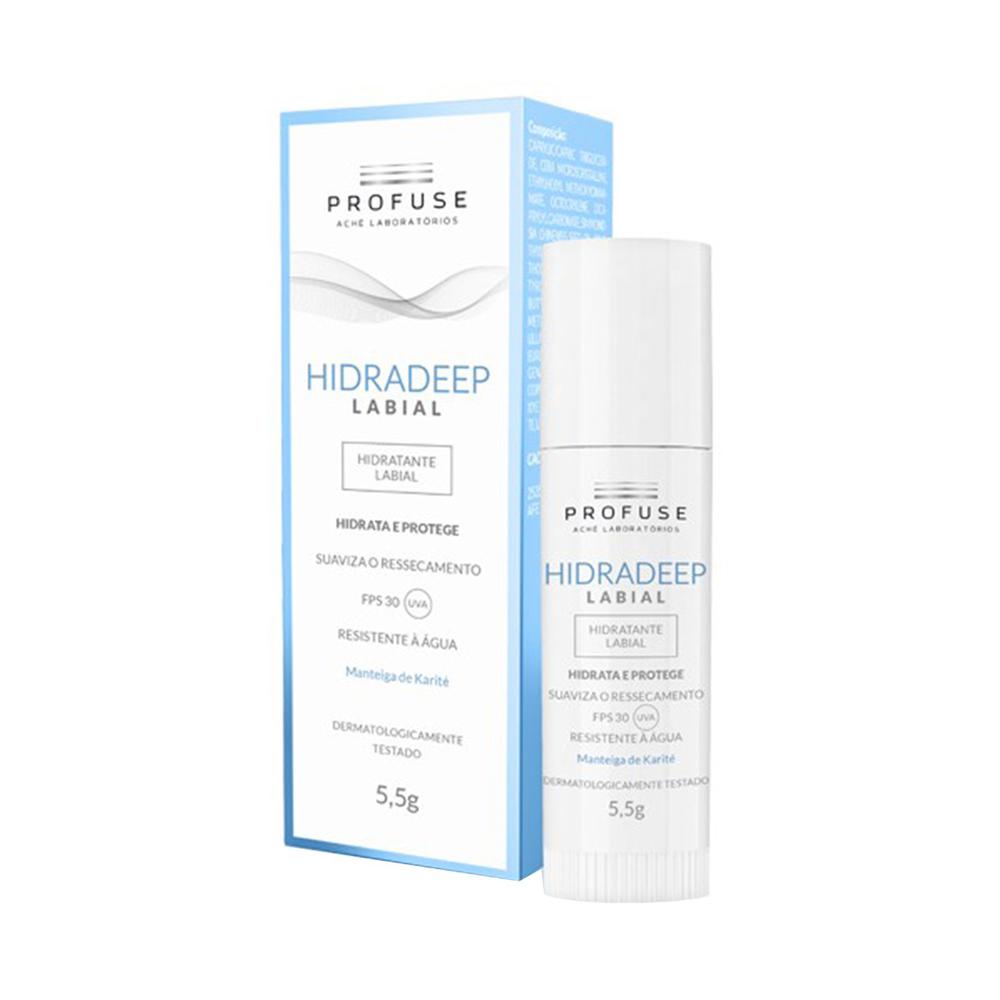 PROFUSE
ACHÉ LABORATÓRIOS
HIDRADEEP
LABIAL
HIDRATANTE
LABIAL
HIDRATA E PROTEGE
SUAVIZA O RESSECAMENTO
FPS 30 UVA
RESISTENTE À ÁGUA
Manteiga de Karité
DERMATOLOGICAMENTE
TESTADO
5,5g
Composição:
PROFUSE
ACHÉ LABORATÓRIOS
HIDRADEEP
LABIAL
HIDRATANTE
LABIAL
HIDRATA E PROTEGE
SUAVIZA O RESSECAMENTO
FPS 30 UVA
RESISTENTE À ÁGUA
Manteiga de Karité
DERMATOLOGICAMENTE TESTADO
5,5g